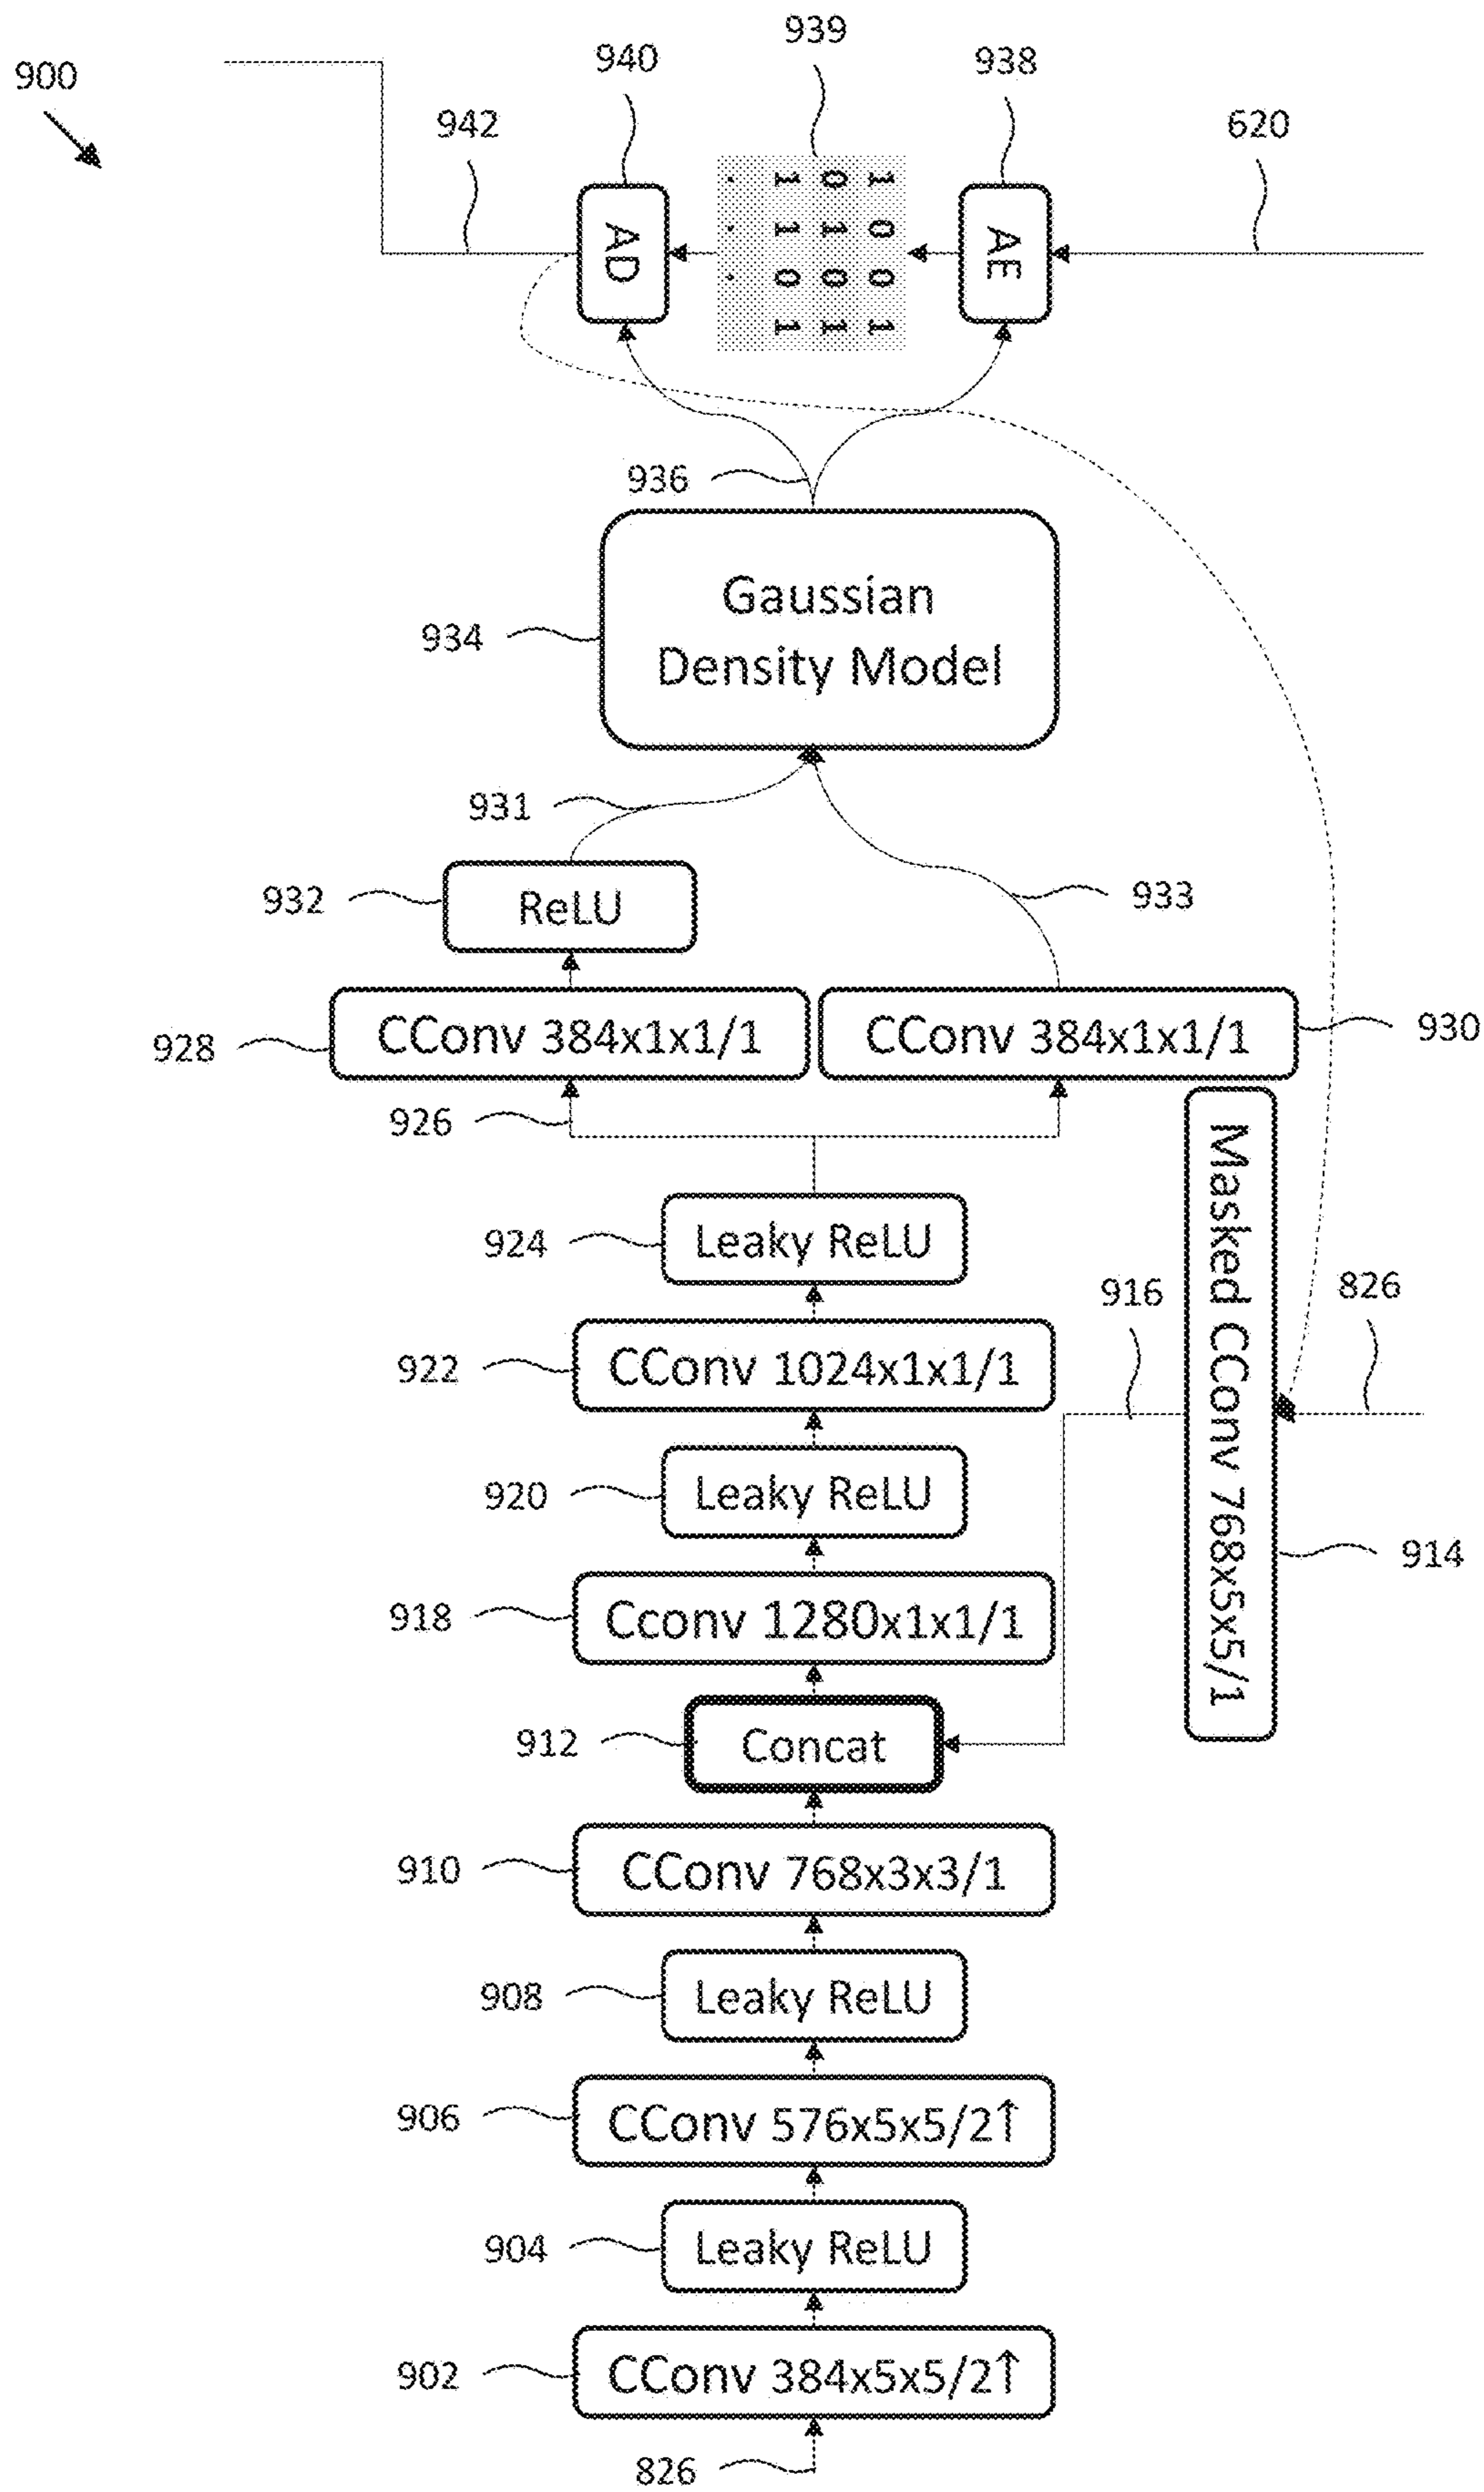 900
939
940
938
942
620
AD
1 0 0 1
0 1 0 1
1 1 0 1
. . .
AE
936
Gaussian
Density Model
934
931
932
ReLU
933
928
CConv 384x1x1/1
CConv 384x1x1/1
930
926
924
Leaky ReLU
916
826
Masked CConv 768x5x5/1
922
CConv 1024x1x1/1
920
Leaky ReLU
914
918
Cconv 1280x1x1/1
912
Concat
910
CConv 768x3x3/1
908
Leaky ReLU
906
CConv 576x5x5/2↑
904
Leaky ReLU
902
CConv 384x5x5/2↑
826